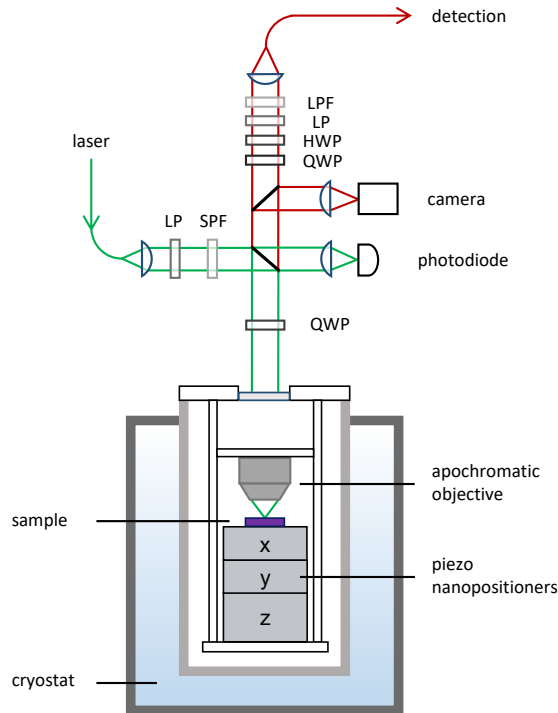 detection
LPF
LP
HWP
QWP
laser
camera
LP
SPF
photodiode
QWP
apochromatic
objective
sample
x
y
piezo
nanopositioners
z
cryostat